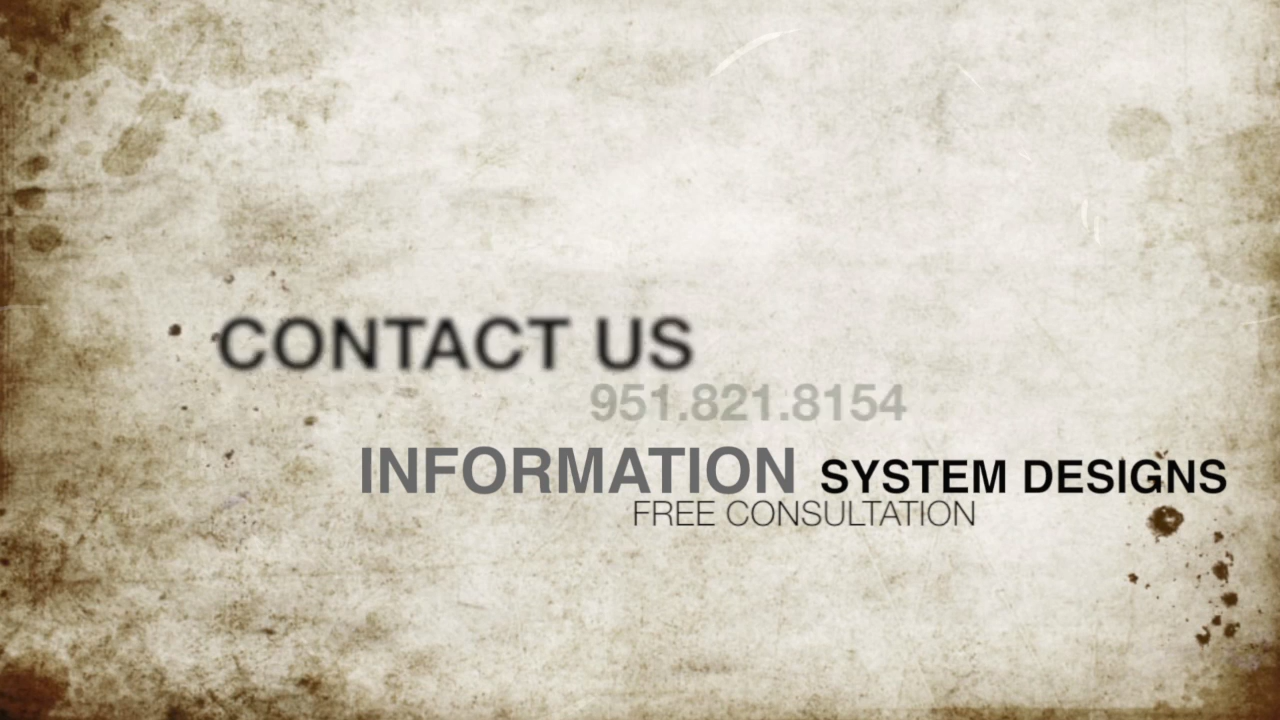 CONTACT US
951.821.8154
INFORMATION SYSTEM DESIGNS
FREE CONSULTATION